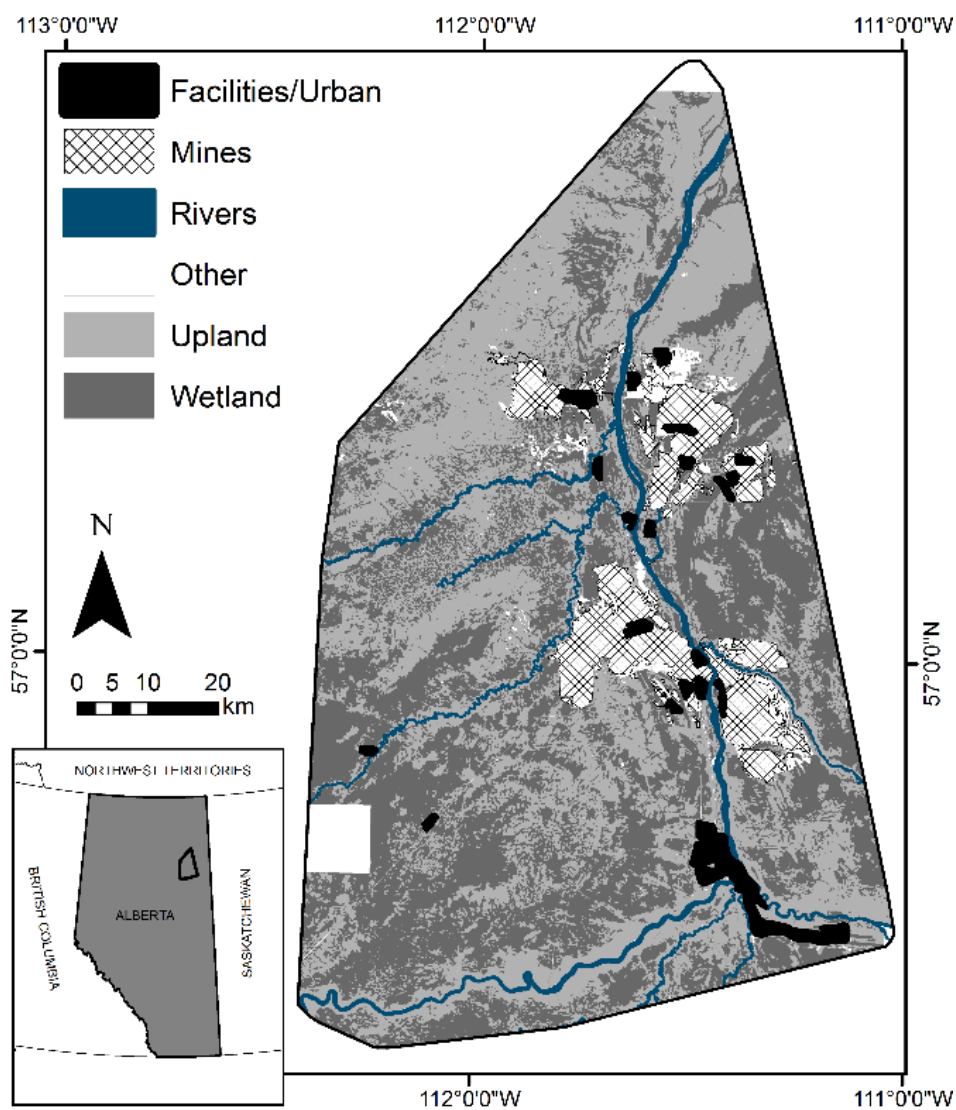 113°0'0"W 112°0'0"W 111°0'0"W
Facilities/Urban
Mines
Rivers
Other
Upland
Wetland
N
57°0'0"N
57°0'0"N
0 5 10 20
km
NORTHWEST TERRITORIES
BRITISH COLUMBIA
ALBERTA
SASKATCHEWAN
112°0'0"W 111°0'0"W